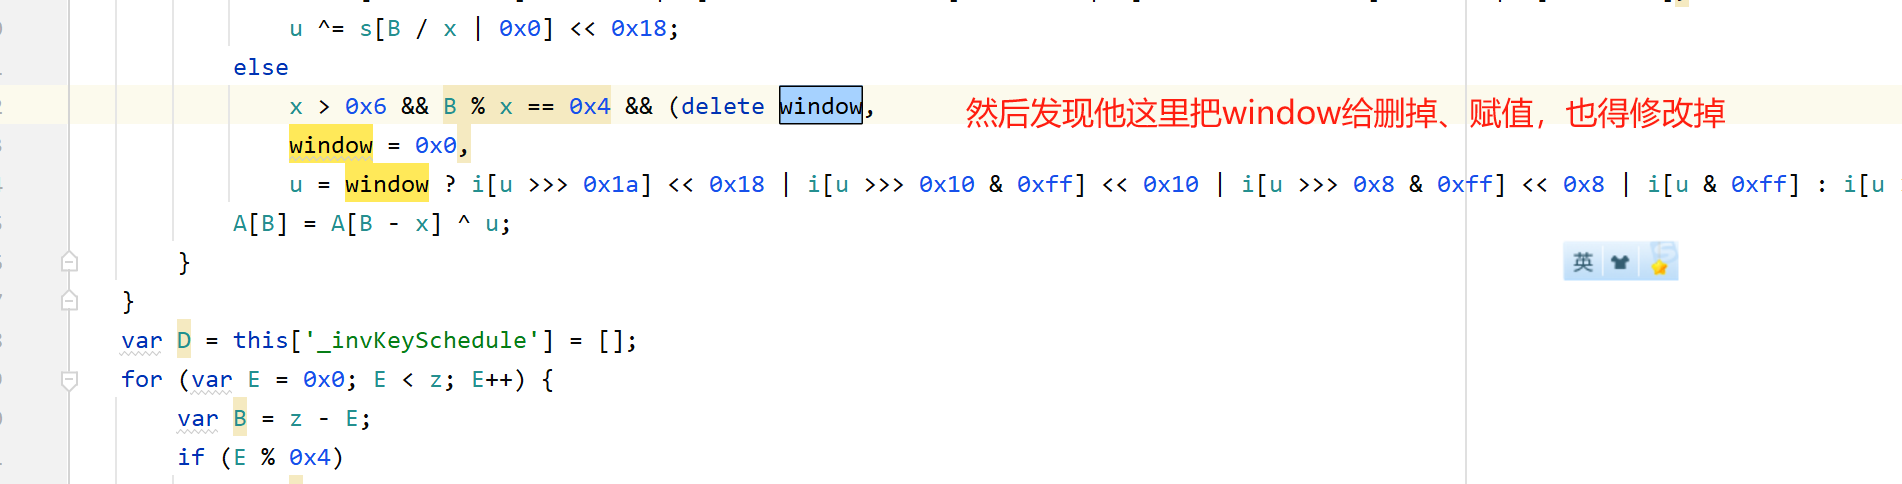 u ^= s[B / x | 0x0] << 0x18;
else
x > 0x6 && B % x == 0x4 && (delete window, 然后发现他这里把window给删掉、赋值，也得修改掉
window = 0x0,
u = window ? i[u >>> 0x1a] << 0x18 | i[u >>> 0x10 & 0xff] << 0x10 | i[u >>> 0x8 & 0xff] << 0x8 | i[u & 0xff] : i[u
A[B] = A[B - x] ^ u;
}
英
}
var D = this['_invKeySchedule'] = [];
for (var E = 0x0; E < z; E++) {
var B = z - E;
if (E % 0x4)